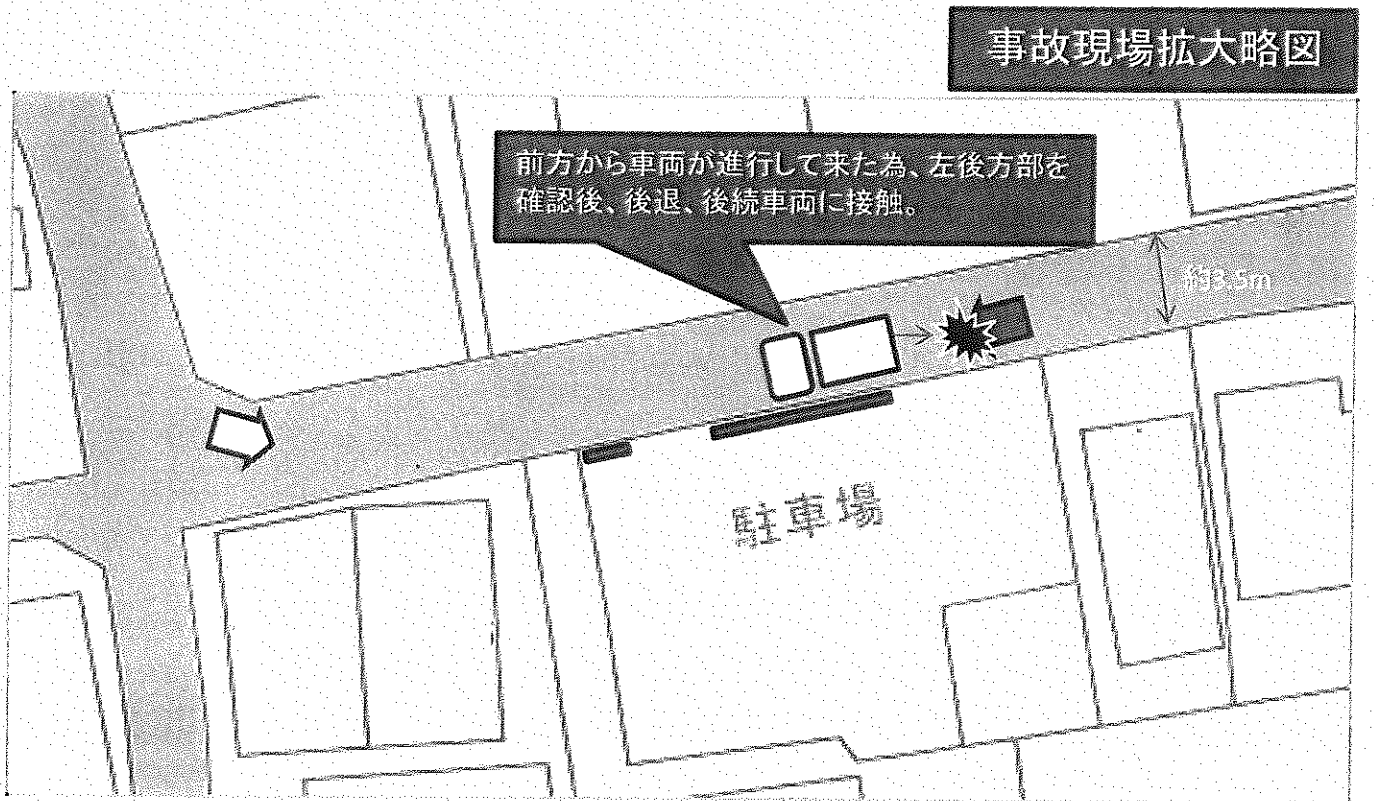 事故現場拡大略図
前方から車両が進行して来た為、左後方部を
確認後、後退、後続車両に接触。
約3.5m
駐車場